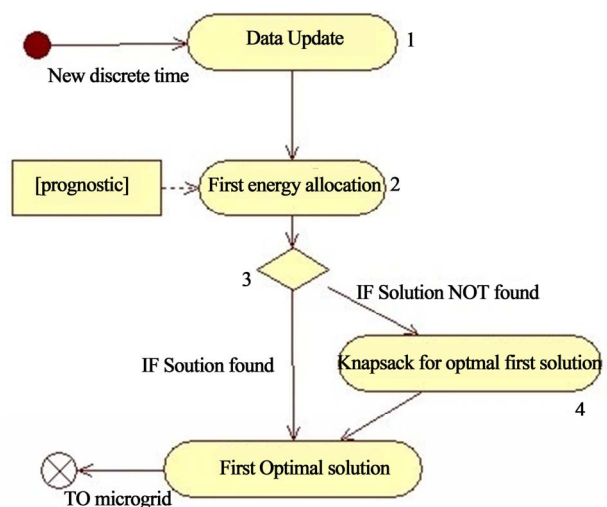 Data Update
1
New discrete time
[prognostic]
First energy allocation
2
3
IF Solution NOT found
IF Soution found
Knapsack for optmal first solution
4
First Optimal solution
TO microgrid